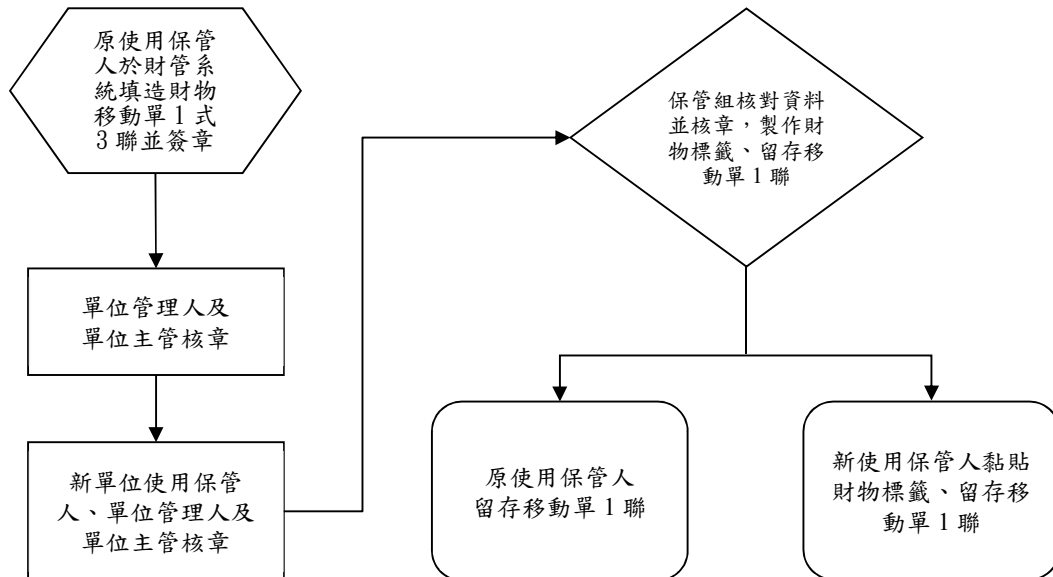 原使用保管
人於財管系
統填造財物
移動單 1 式
3 聯並簽章
單位管理人及
單位主管核章
新單位使用保管
人、單位管理人及
單位主管核章
保管組核對資料
並核章，製作財
物標籤、留存移
動單 1 聯
原使用保管人
留存移動單 1 聯
新使用保管人黏貼
財物標籤、留存移
動單 1 聯